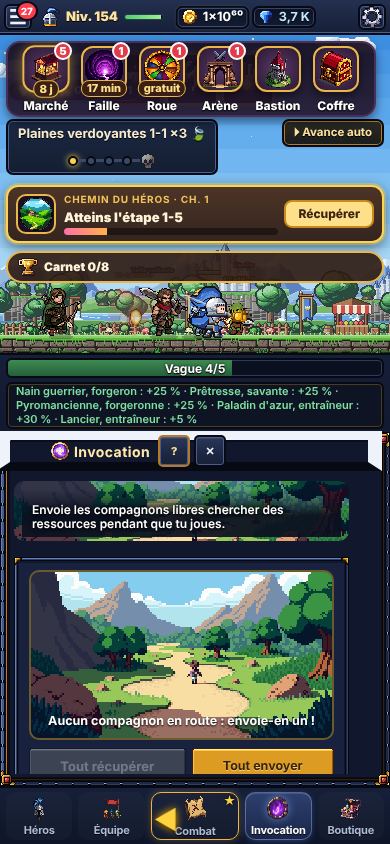 27
Niv. 154
1×10⁶⁰
3,7 K
5
1
1
1
8 j
17 min
gratuit
Marché
Faille
Roue
Arène
Bastion
Coffre
Plaines verdoyantes 1-1 ×3
Avance auto
CHEMIN DU HÉROS · CH. 1
Atteins l'étape 1-5
Récupérer
Carnet 0/8
Vague 4/5
Nain guerrier, forgeron : +25 % · Prêtresse, savante : +25 % ·
Pyromancienne, forgeronne : +25 % · Paladin d'azur, entraîneur :
+30 % · Lancier, entraîneur : +5 %
Invocation
?
×
Envoie les compagnons libres chercher des
ressources pendant que tu joues.
Aucun compagnon en route : envoie-en un !
Tout récupérer
Tout envoyer
Héros
Équipe
Combat
Invocation
Boutique